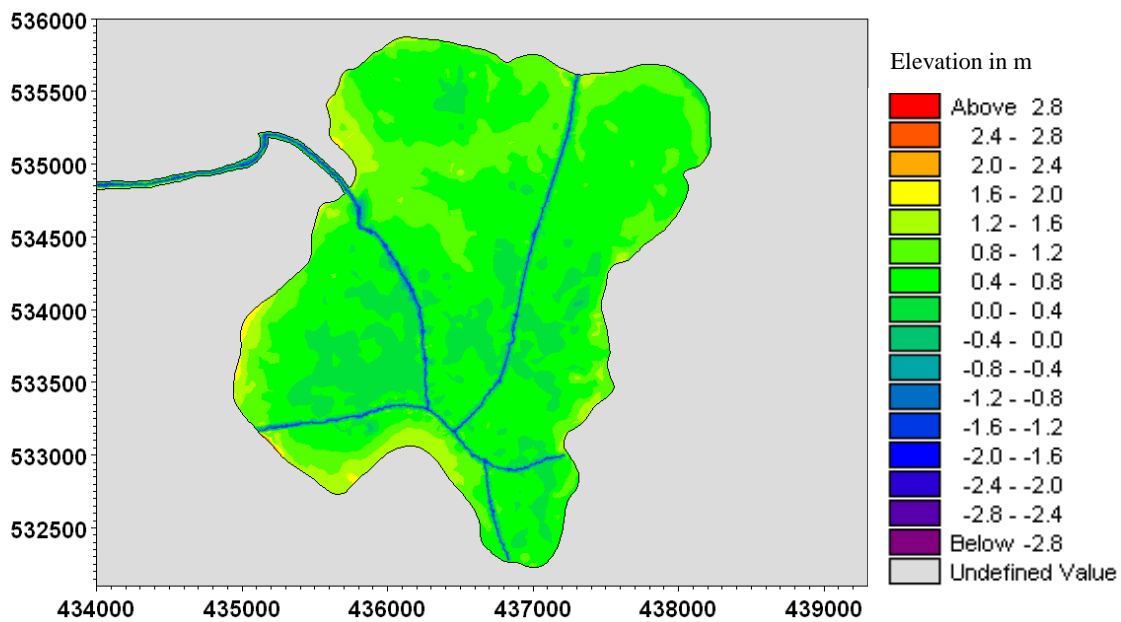 536000
535500
535000
534500
534000
533500
533000
532500
434000 435000 436000 437000 438000 439000
Elevation in m
Above 2.8
2.4 - 2.8
2.0 - 2.4
1.6 - 2.0
1.2 - 1.6
0.8 - 1.2
0.4 - 0.8
0.0 - 0.4
-0.4 - 0.0
-0.8 - -0.4
-1.2 - -0.8
-1.6 - -1.2
-2.0 - -1.6
-2.4 - -2.0
-2.8 - -2.4
Below -2.8
Undefined Value